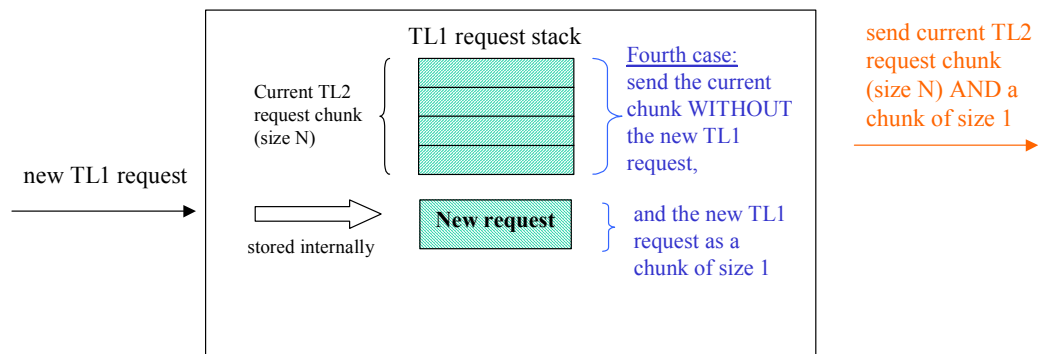 TL1 request stack
Current TL2
request chunk
(size N)
Fourth case:
send the current
chunk WITHOUT
the new TL1
request,
send current TL2
request chunk
(size N) AND a
chunk of size 1
new TL1 request
stored internally
New request
and the new TL1
request as a
chunk of size 1